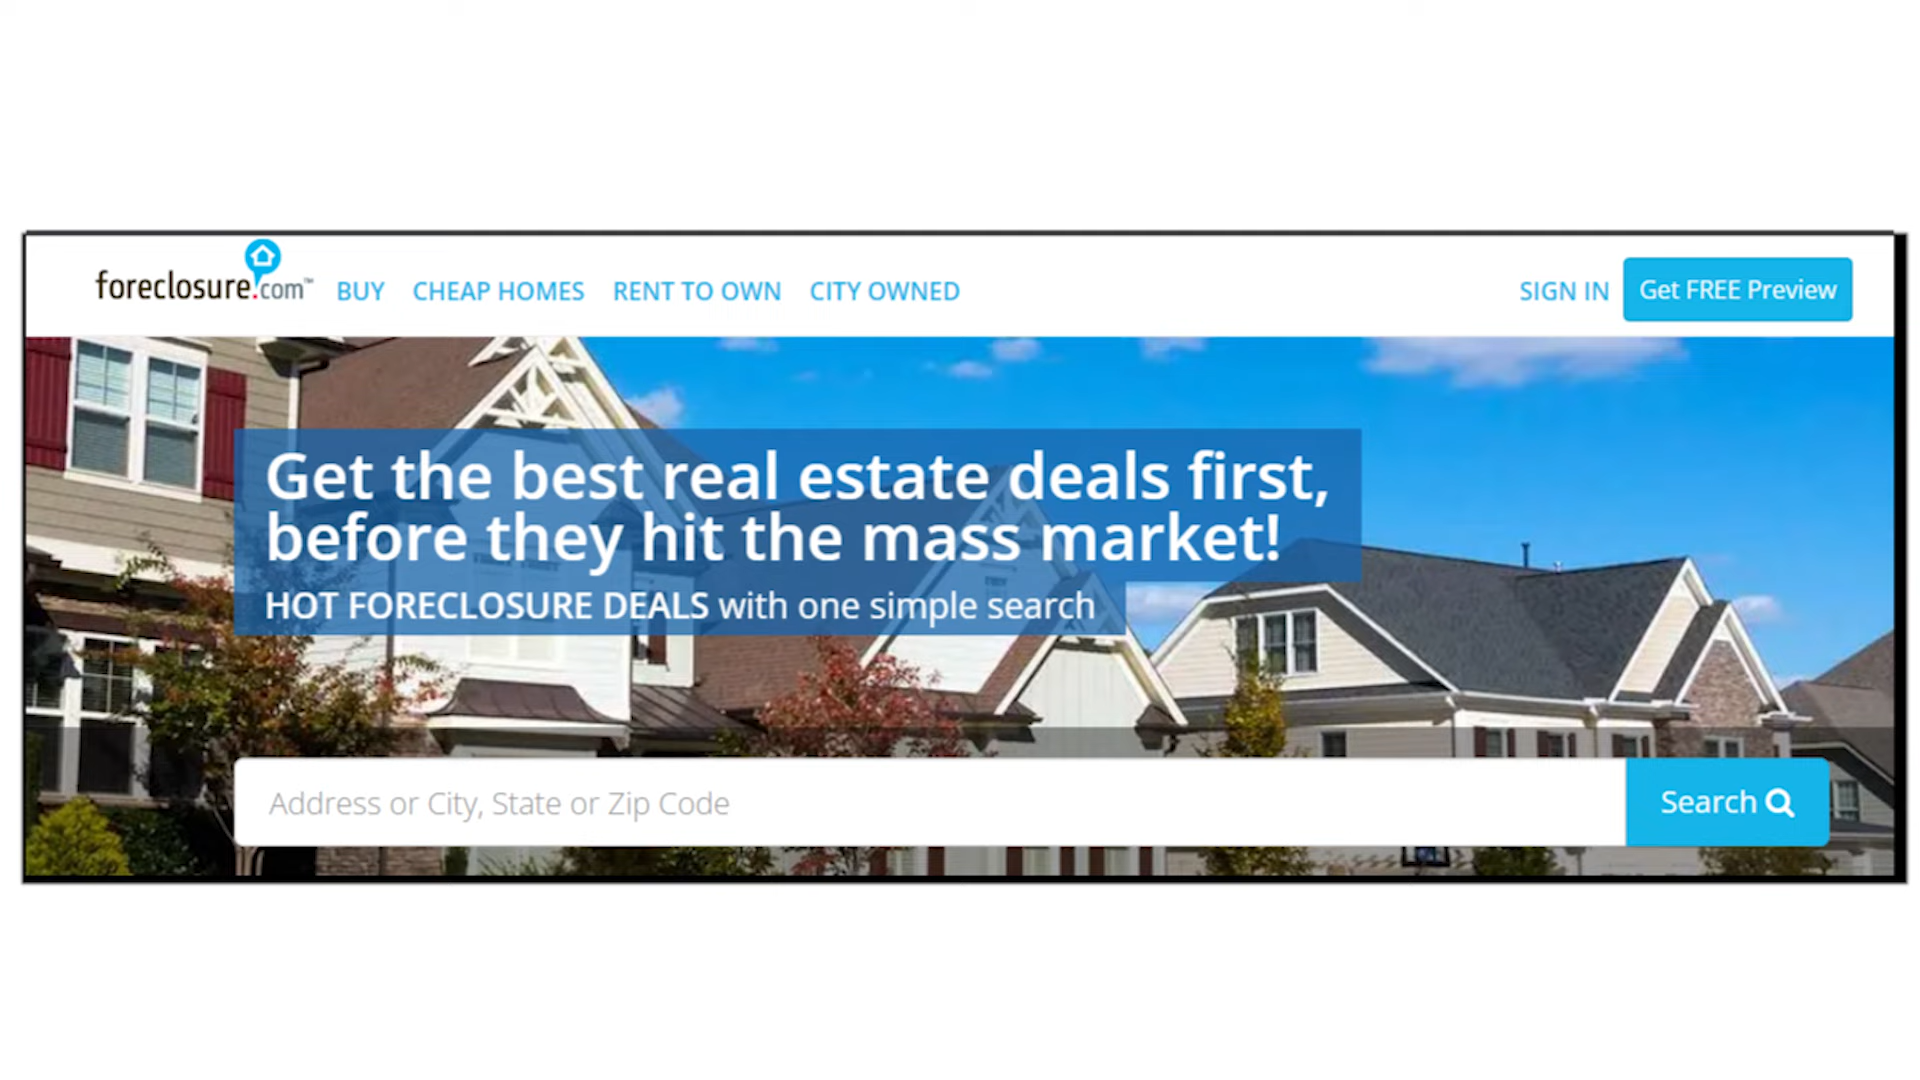 foreclosure.com™ BUY CHEAP HOMES RENT TO OWN CITY OWNED SIGN IN Get FREE Preview
Get the best real estate deals first,
before they hit the mass market!
HOT FORECLOSURE DEALS with one simple search
Address or City, State or Zip Code Search